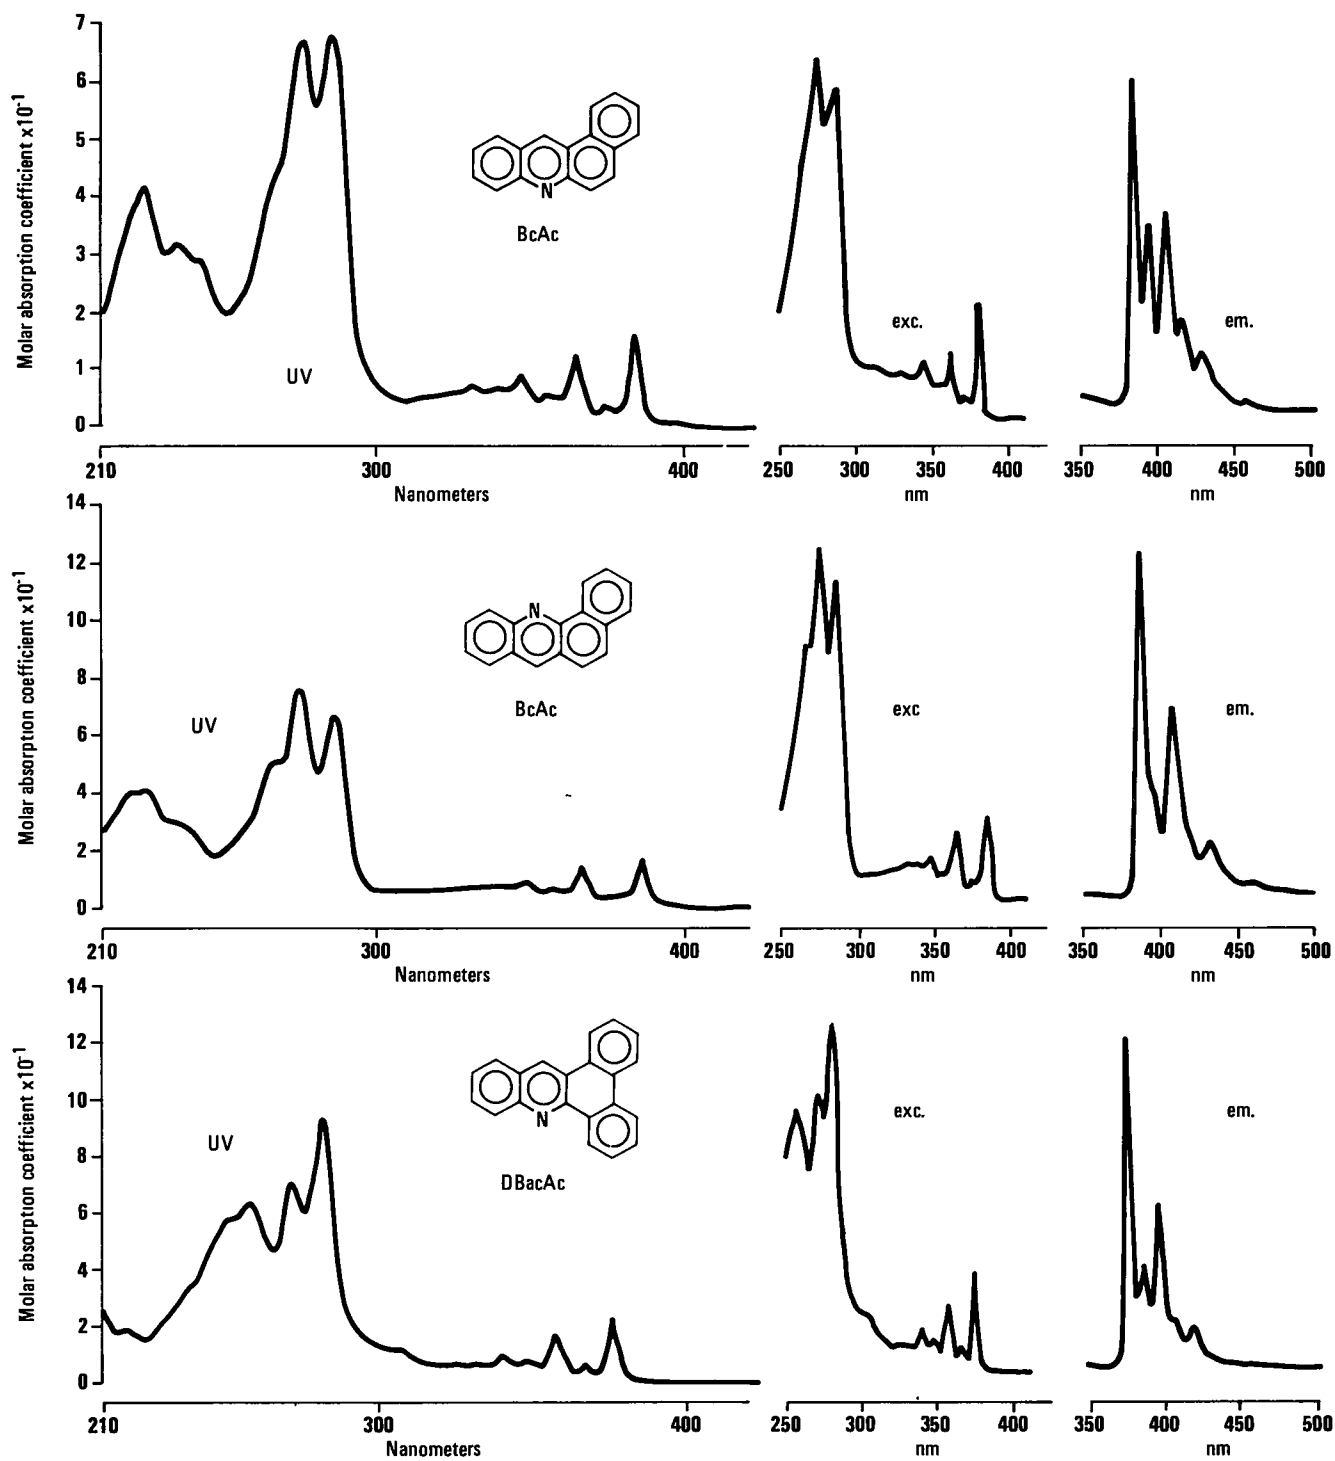 Molar absorption coefficient x10⁻¹
7
6
5
4
3
2
1
0
UV
N
BcAc
exc.
em.
210 300 400
Nanometers
250 300 350 400
nm
350 400 450 500
nm
Molar absorption coefficient x10⁻¹
14
12
10
8
6
4
2
0
UV
N
BcAc
exc
em.
210 300 400
Nanometers
250 300 350 400
nm
350 400 450 500
nm
Molar absorption coefficient x10⁻¹
14
12
10
8
6
4
2
0
UV
N
DBacAc
exc.
em.
210 300 400
Nanometers
250 300 350 400
nm
350 400 450 500
nm